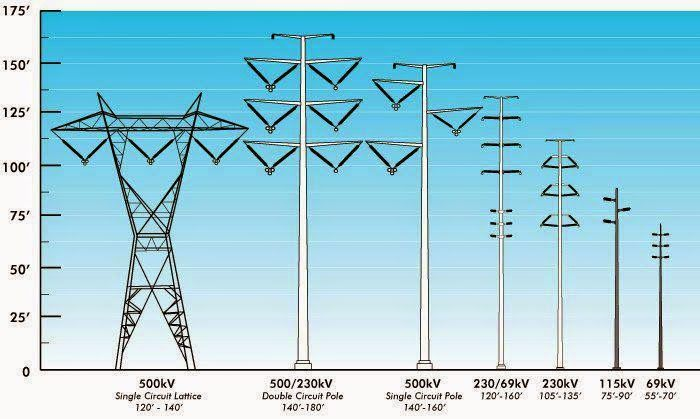 175′
150′
125′
100′
75′
50′
25′
0
500kV
Single Circuit Lattice
120′ - 140′
500/230kV
Double Circuit Pole
140′-180′
500kV
Single Circuit Pole
140′-160′
230/69kV
120′-160′
230kV
105′-135′
115kV
75′-90′
69kV
55′-70′